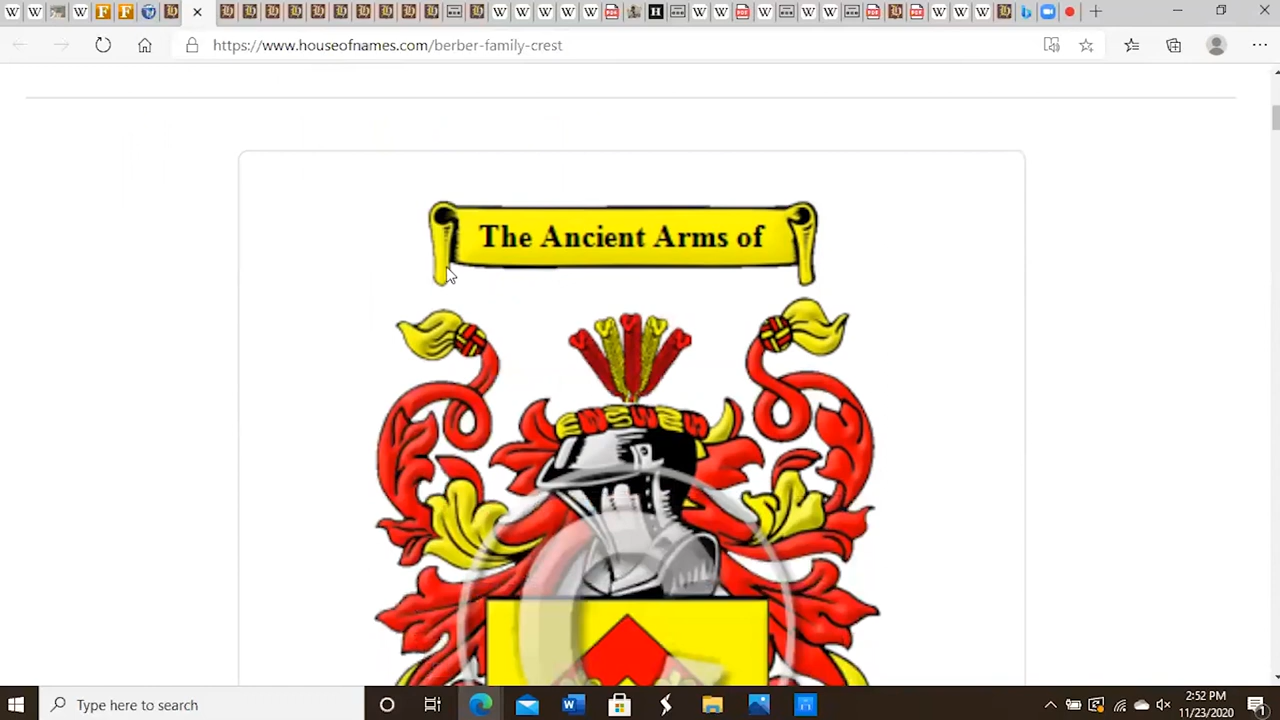 https://www.houseofnames.com/berber-family-crest
The Ancient Arms of
Type here to search
2:52 PM
11/23/2020